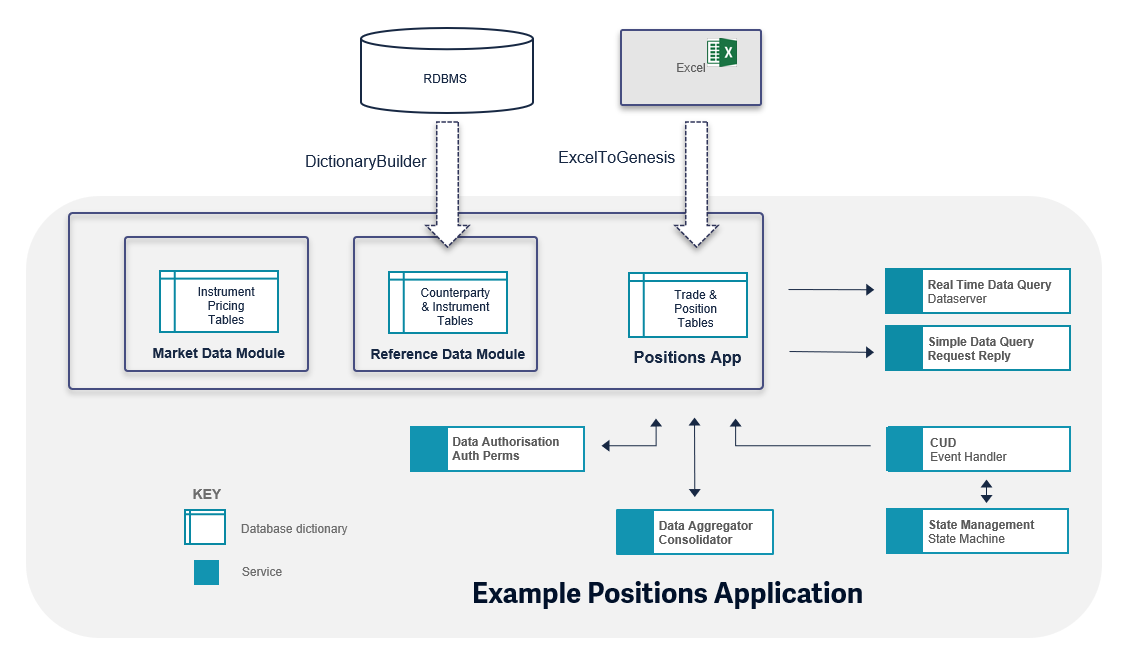 RDBMS
Excel
X
DictionaryBuilder
ExcelToGenesis
Instrument
Pricing
Tables
Market Data Module
Counterparty
& Instrument
Tables
Reference Data Module
Trade &
Position
Tables
Positions App
Real Time Data Query
Dataserver
Simple Data Query
Request Reply
Data Authorisation
Auth Perms
CUD
Event Handler
Data Aggregator
Consolidator
State Management
State Machine
KEY
Database dictionary
Service
Example Positions Application